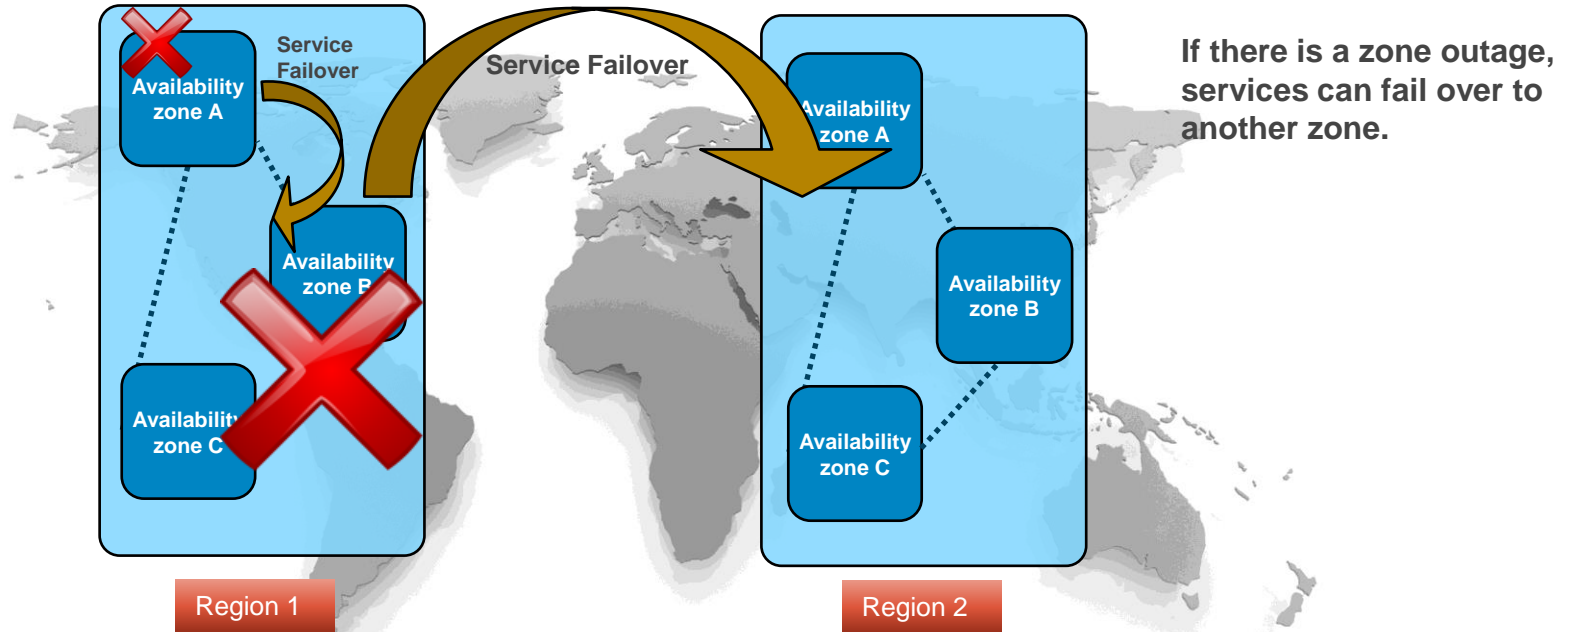 Service
Failover
Availability
zone A
Availability
zone B
Availability
zone C
Region 1
Service Failover
Availability
zone A
Availability
zone B
Availability
zone C
Region 2
If there is a zone outage,
services can fail over to
another zone.